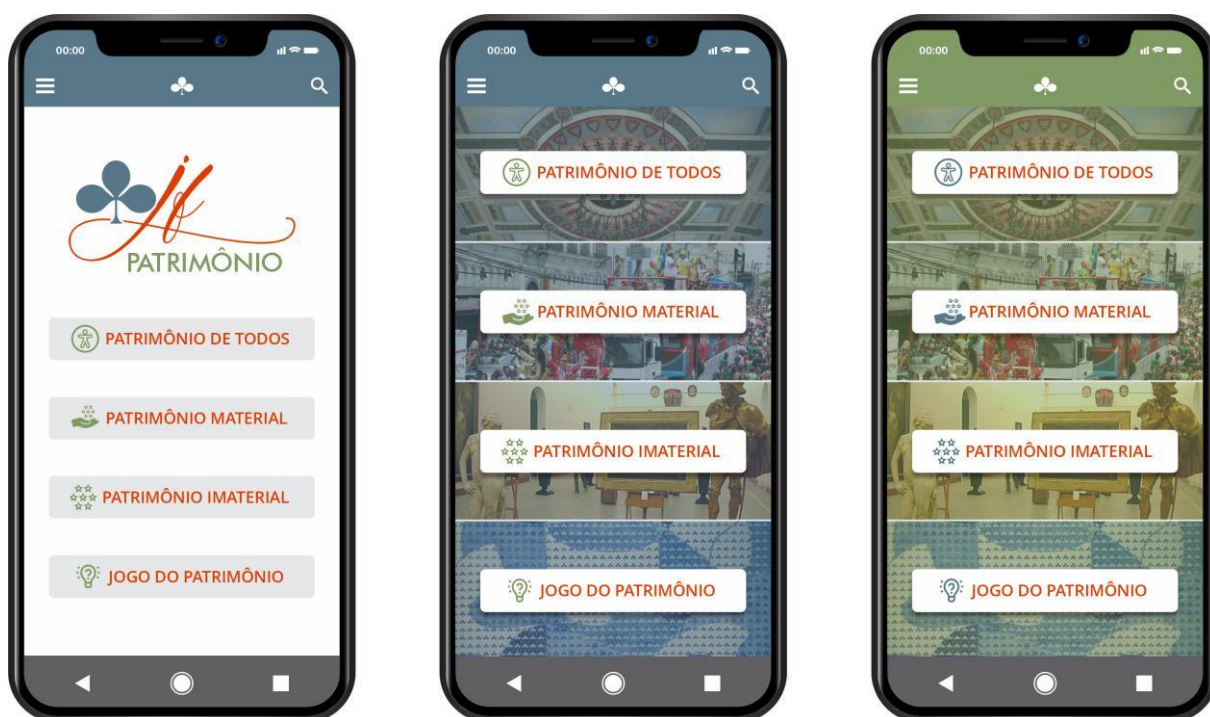 00:00
Jf
PATRIMÔNIO
PATRIMÔNIO DE TODOS
PATRIMÔNIO MATERIAL
PATRIMÔNIO IMATERIAL
JOGO DO PATRIMÔNIO
00:00
PATRIMÔNIO DE TODOS
PATRIMÔNIO MATERIAL
PATRIMÔNIO IMATERIAL
JOGO DO PATRIMÔNIO
00:00
PATRIMÔNIO DE TODOS
PATRIMÔNIO MATERIAL
PATRIMÔNIO IMATERIAL
JOGO DO PATRIMÔNIO